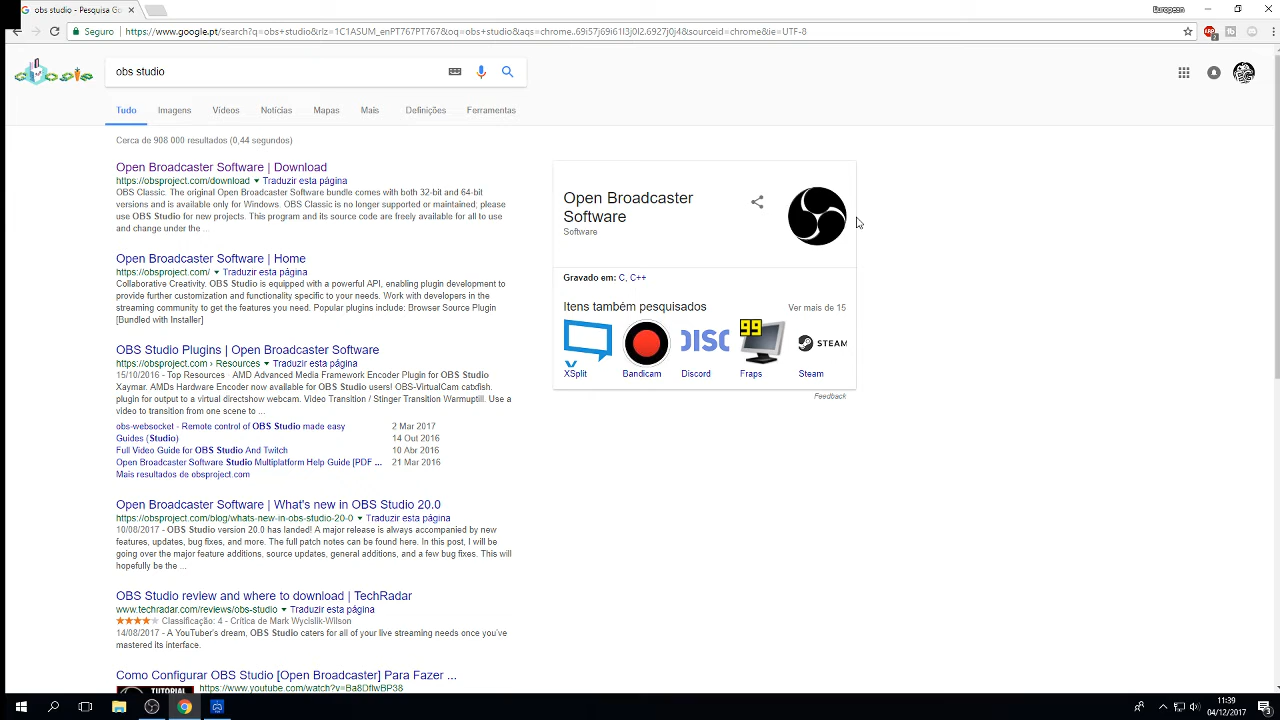 obs studio - Pesquisa Go
European
Seguro
https://www.google.pt/search?q=obs+studio&rlz=1C1ASUM_enPT767PT767&oq=obs+studio&aqs=chrome..69i57j69i61l3j0l2.6927j0j4&sourceid=chrome&ie=UTF-8
obs studio
Tudo Imagens Vídeos Notícias Mapas Mais Definições Ferramentas
Cerca de 908 000 resultados (0,44 segundos)
Open Broadcaster Software | Download
https://obsproject.com/download Traduzir esta página
OBS Classic. The original Open Broadcaster Software bundle comes with both 32-bit and 64-bit
versions and is available only for Windows. OBS Classic is no longer supported or maintained; please
use OBS Studio for new projects. This program and its source code are freely available for all to use
and change under the ...
Open Broadcaster Software | Home
https://obsproject.com/ Traduzir esta página
Collaborative Creativity. OBS Studio is equipped with a powerful API, enabling plugin development to
provide further customization and functionality specific to your needs. Work with developers in the
streaming community to get the features you need. Popular plugins include: Browser Source Plugin
[Bundled with Installer]
OBS Studio Plugins | Open Broadcaster Software
https://obsproject.com › Resources Traduzir esta página
15/10/2016 - Top Resources · AMD Advanced Media Framework Encoder Plugin for OBS Studio
Xaymar. AMDs Hardware Encoder now available for OBS Studio users! OBS-VirtualCam catxfish.
plugin for output to a virtual directshow webcam. Video Transition / Stinger Transition Warmuptill. Use a
video to transition from one scene to ...
obs-websocket - Remote control of OBS Studio made easy 2 Mar 2017
Guides (Studio) 14 Out 2016
Full Video Guide for OBS Studio And Twitch 10 Abr 2016
Open Broadcaster Software Studio Multiplatform Help Guide [PDF ... 21 Mar 2016
Mais resultados de obsproject.com
Open Broadcaster Software | What's new in OBS Studio 20.0
https://obsproject.com/blog/whats-new-in-obs-studio-20-0 Traduzir esta página
10/08/2017 - OBS Studio version 20.0 has landed! A major release is always accompanied by new
features, updates, bug fixes, and more. The full patch notes can be found here. In this post, I will be
going over the major feature additions, source updates, general additions, and a few bug fixes. This will
hopefully be the ...
OBS Studio review and where to download | TechRadar
www.techradar.com/reviews/obs-studio Traduzir esta página
Classificação: 4 - Crítica de Mark Wycislik-Wilson
14/08/2017 - A YouTuber's dream, OBS Studio caters for all of your live streaming needs once you've
mastered its interface.
Como Configurar OBS Studio [Open Broadcaster] Para Fazer ...
TUTORIAL
https://www.youtube.com/watch?v=Ba8DflwBP38
Open Broadcaster
Software
Software
Gravado em: C, C++
Itens também pesquisados Ver mais de 15
99
DISC
STEAM
XSplit Bandicam Discord Fraps Steam
Feedback
11:39
04/12/2017